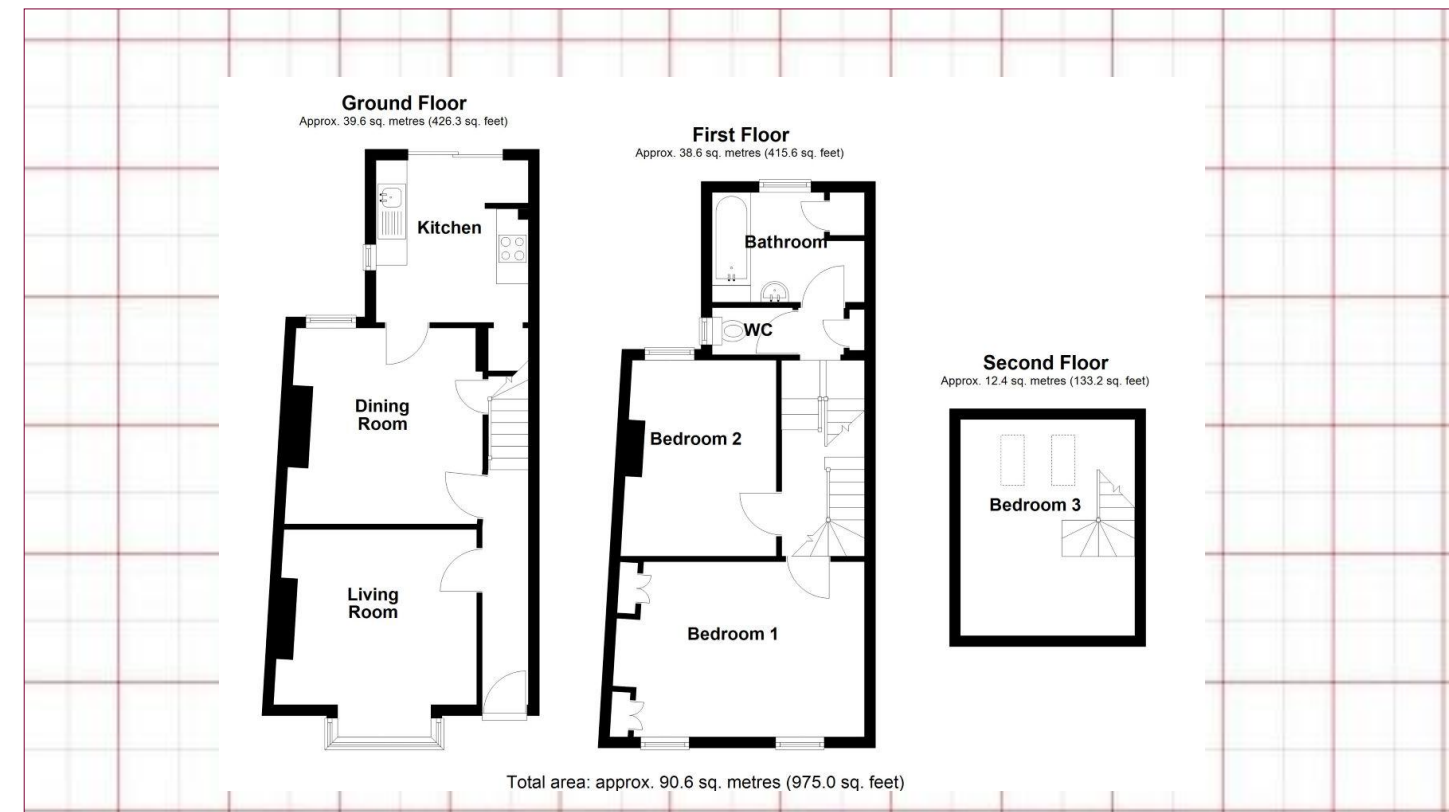 Ground Floor
Approx. 39.6 sq. metres (426.3 sq. feet)
Kitchen
Dining
Room
Living
Room
First Floor
Approx. 38.6 sq. metres (415.6 sq. feet)
Bathroom
WC
Bedroom 2
Bedroom 1
Second Floor
Approx. 12.4 sq. metres (133.2 sq. feet)
Bedroom 3
Total area: approx. 90.6 sq. metres (975.0 sq. feet)